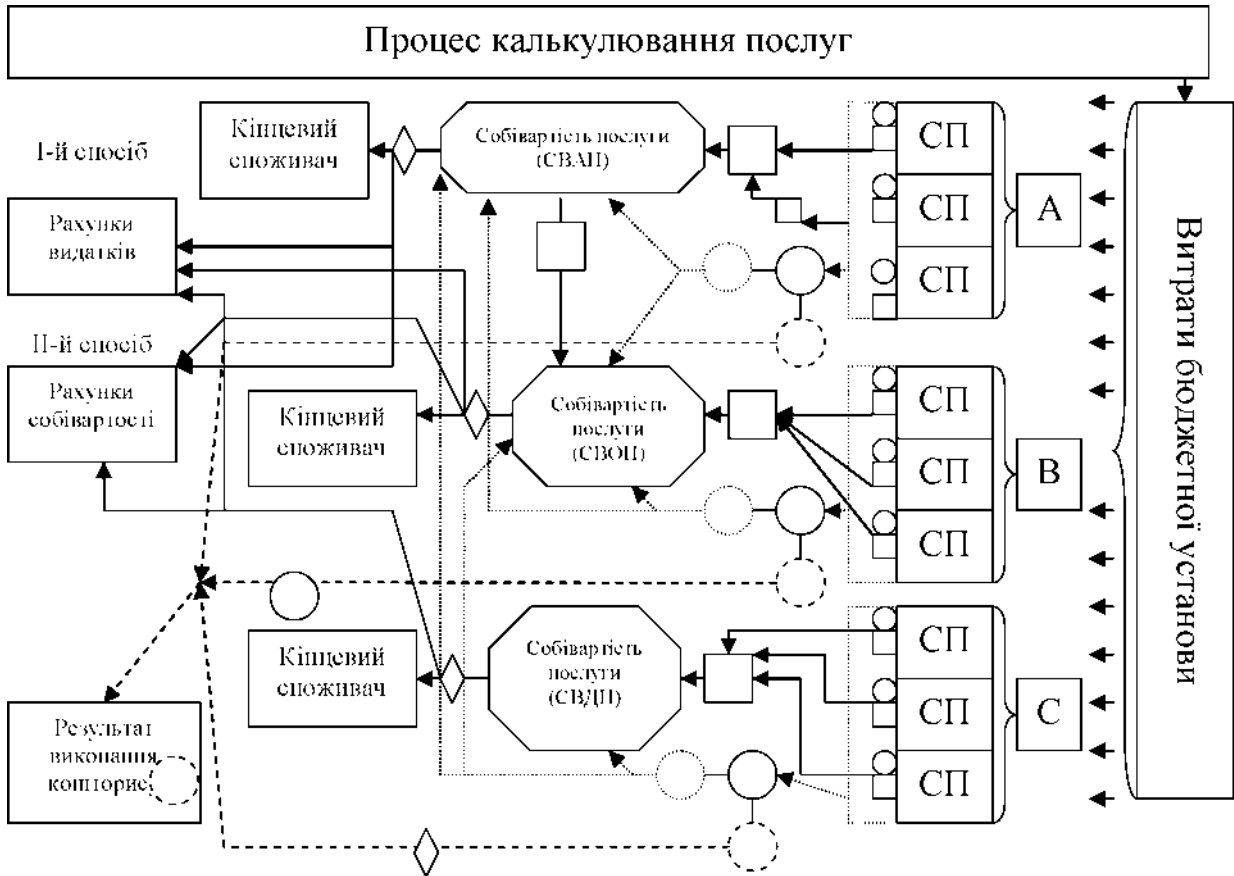 Процес калькулювання послуг
І-й спосіб
Кінцевий
споживач
Собівартість послуги
(СВАП)
СП
СП
СП
А
Рахунки
видатків
Витрати бюджетної установи
ІІ-й спосіб
Рахунки
собівартості
Кінцевий
споживач
Собівартість
послуги
(СВОП)
СП
СП
СП
В
Кінцевий
споживач
Собівартість
послуги
(СВДП)
СП
СП
СП
С
Результат
виконання
кошторис